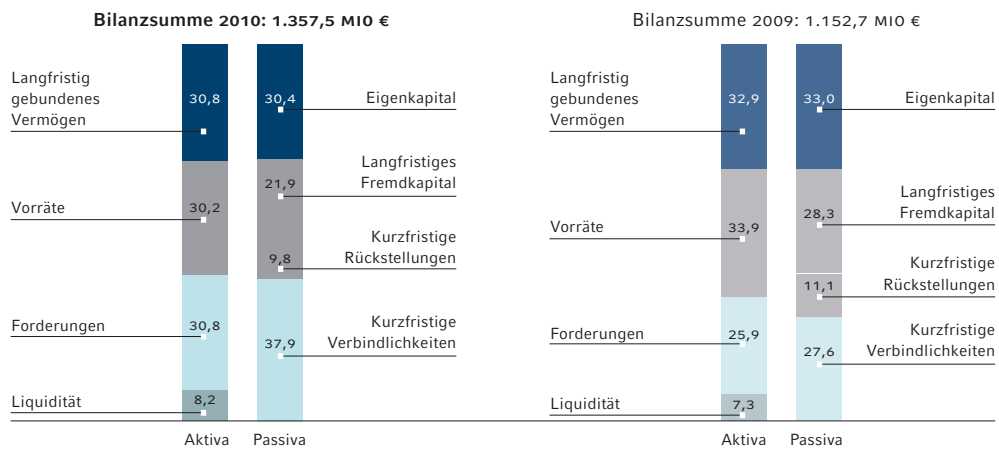 Bilanzsumme 2010: 1.357,5 MIO €
Langfristig
gebundenes
Vermögen
30,8
30,4
Eigenkapital
Langfristiges
Fremdkapital
21,9
Vorräte
30,2
Kurzfristige
Rückstellungen
9,8
Forderungen
30,8
Kurzfristige
Verbindlichkeiten
37,9
Liquidität
8,2
Aktiva
Passiva
Bilanzsumme 2009: 1.152,7 MIO €
Langfristig
gebundenes
Vermögen
32,9
33,0
Eigenkapital
Langfristiges
Fremdkapital
28,3
Vorräte
33,9
Kurzfristige
Rückstellungen
11,1
Forderungen
25,9
Kurzfristige
Verbindlichkeiten
27,6
Liquidität
7,3
Aktiva
Passiva